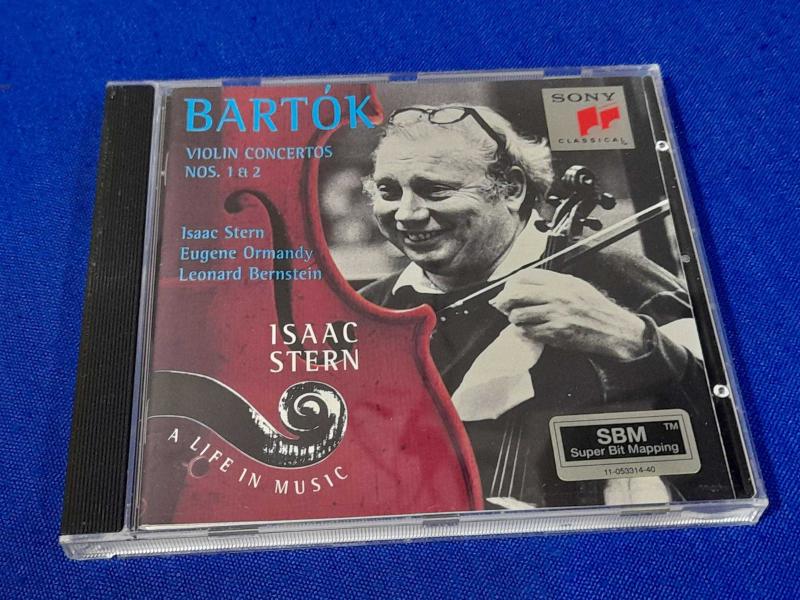 BARTÓK
VIOLIN CONCERTOS
NOS. 1 & 2
Isaac Stern
Eugene Ormandy
Leonard Bernstein
SONY
CLASSICAL
ISAAC
STERN
A LIFE IN MUSIC
SBM™
Super Bit Mapping
11-053314-40